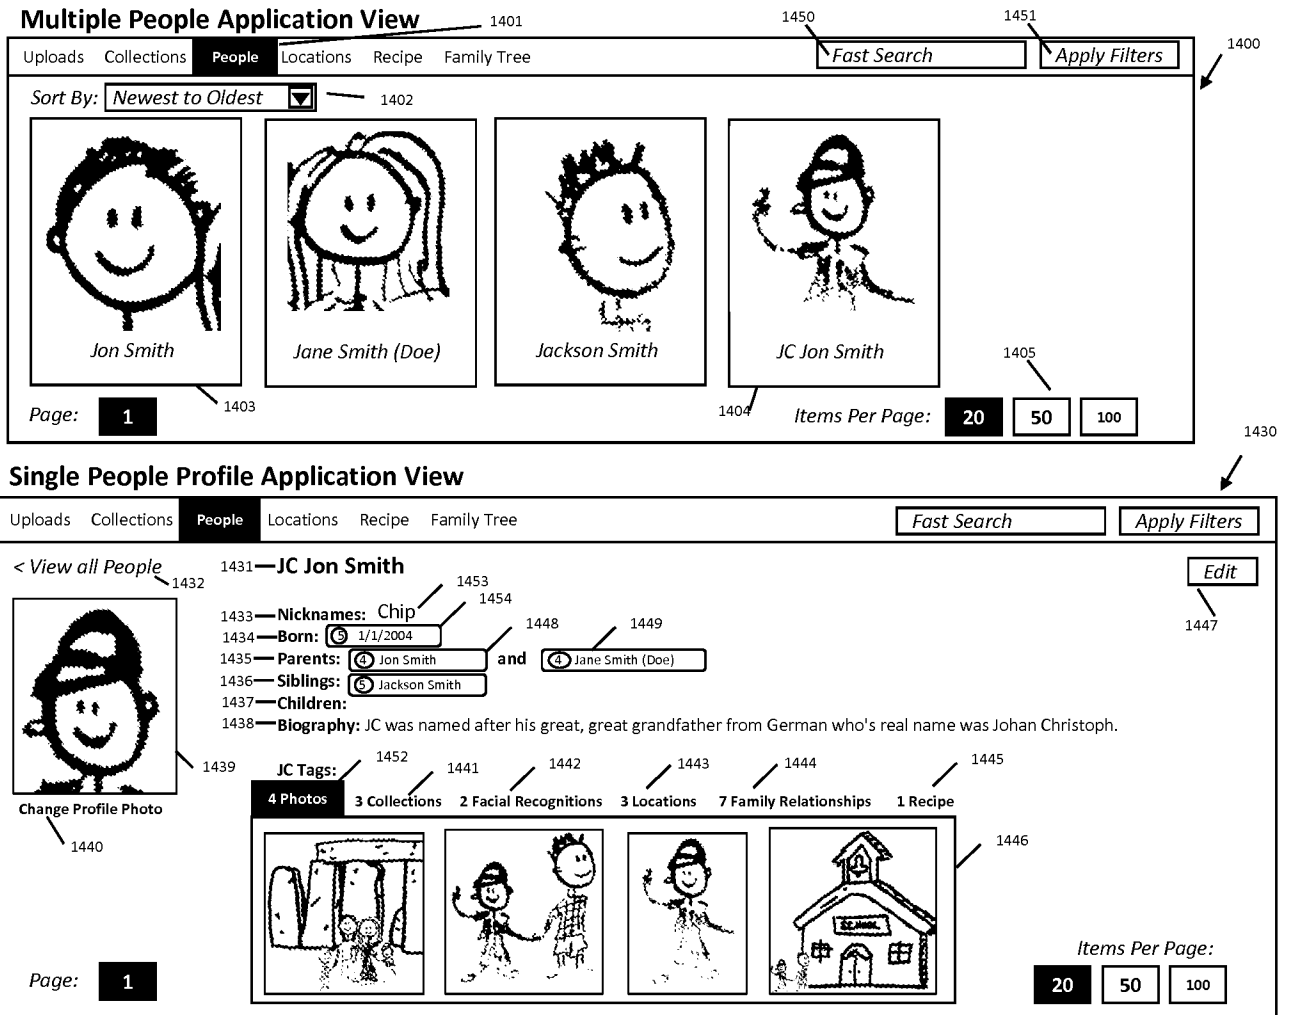 Multiple People Application View
1401
1450
1451
1400
Uploads Collections People Locations Recipe Family Tree Fast Search Apply Filters
Sort By: Newest to Oldest 1402
Jon Smith Jane Smith (Doe) Jackson Smith JC Jon Smith
1403
1404
1405
Page: 1 Items Per Page: 20 50 100
1430
Single People Profile Application View
Uploads Collections People Locations Recipe Family Tree Fast Search Apply Filters
< View all People 1432
1431 JC Jon Smith
Edit
1447
1453
1454
1433 Nicknames: Chip
1434 Born: 5 1/1/2004
1448
1449
1435 Parents: 4 Jon Smith and 4 Jane Smith (Doe)
1436 Siblings: 5 Jackson Smith
1437 Children:
1438 Biography: JC was named after his great, great grandfather from German who's real name was Johan Christoph.
1439
Change Profile Photo
1440
JC Tags:
1452
1441
1442
1443
1444
1445
4 Photos 3 Collections 2 Facial Recognitions 3 Locations 7 Family Relationships 1 Recipe
1446
SCHOOL
Page: 1 Items Per Page:
20 50 100